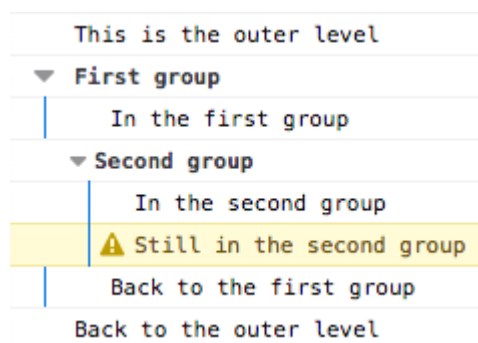 This is the outer level
First group
In the first group
Second group
In the second group
Still in the second group
Back to the first group
Back to the outer level